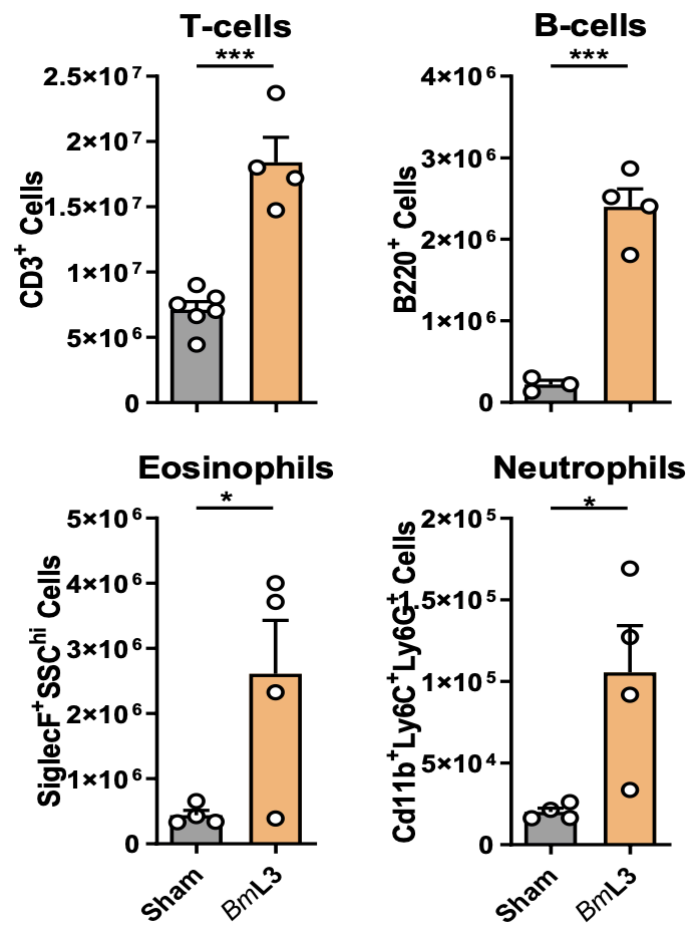 T-cells
***
2.5×10⁷
2×10⁷
1.5×10⁷
1×10⁷
5×10⁶
0
CD3⁺ Cells
B-cells
***
4×10⁶
3×10⁶
2×10⁶
1×10⁶
0
B220⁺ Cells
Eosinophils
*
5×10⁶
4×10⁶
3×10⁶
2×10⁶
1×10⁶
0
SiglecF⁺SSCʰⁱ Cells
Sham
BmL3
Neutrophils
*
2×10⁵
1.5×10⁵
1×10⁵
5×10⁴
0
Cd11b⁺Ly6C⁺Ly6G⁺ Cells
Sham
BmL3